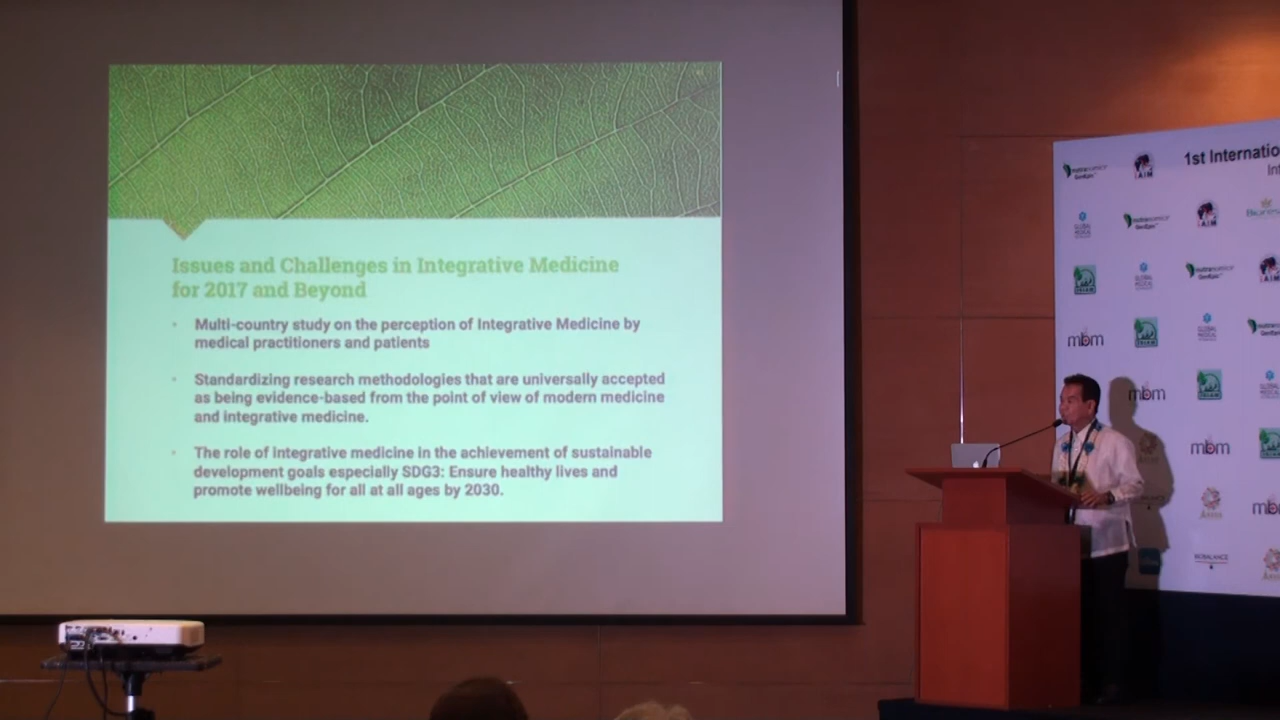 Issues and Challenges in Integrative Medicine
for 2017 and Beyond
Multi-country study on the perception of Integrative Medicine by
medical practitioners and patients
Standardizing research methodologies that are universally accepted
as being evidence-based from the point of view of modern medicine
and integrative medicine.
The role of integrative medicine in the achievement of sustainable
development goals especially SDG3: Ensure healthy lives and
promote wellbeing for all at all ages by 2030.
1st Internatio
Int
mbm
mbm
mbm
GLOBAL
MEDICAL